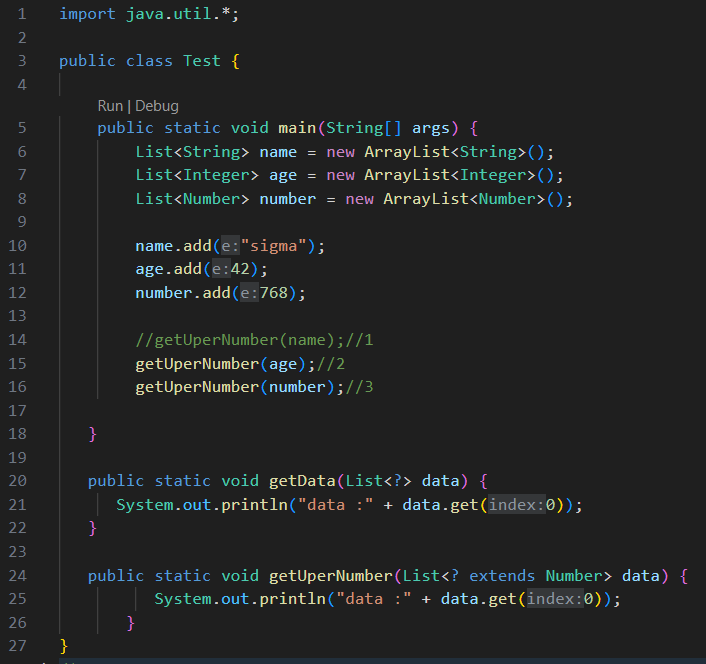 1 import java.util.*;
2
3 public class Test {
4
Run | Debug
5 public static void main(String[] args) {
6 List<String> name = new ArrayList<String>();
7 List<Integer> age = new ArrayList<Integer>();
8 List<Number> number = new ArrayList<Number>();
9
10 name.add(e:"sigma");
11 age.add(e:42);
12 number.add(e:768);
13
14 //getUperNumber(name);//1
15 getUperNumber(age);//2
16 getUperNumber(number);//3
17
18 }
19
20 public static void getData(List<?> data) {
21 System.out.println("data :" + data.get(index:0));
22 }
23
24 public static void getUperNumber(List<? extends Number> data) {
25 System.out.println("data :" + data.get(index:0));
26 }
27 }